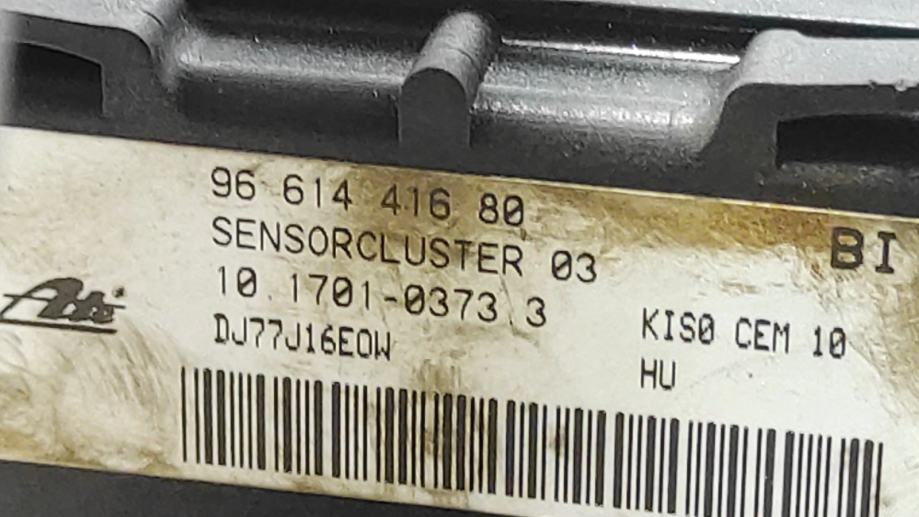 96 614 416 80
BI
SENSORCLUSTER 03
10.1701-0373.3
Ate
KIS0 CEM 10
DJ77J16E0W
HU